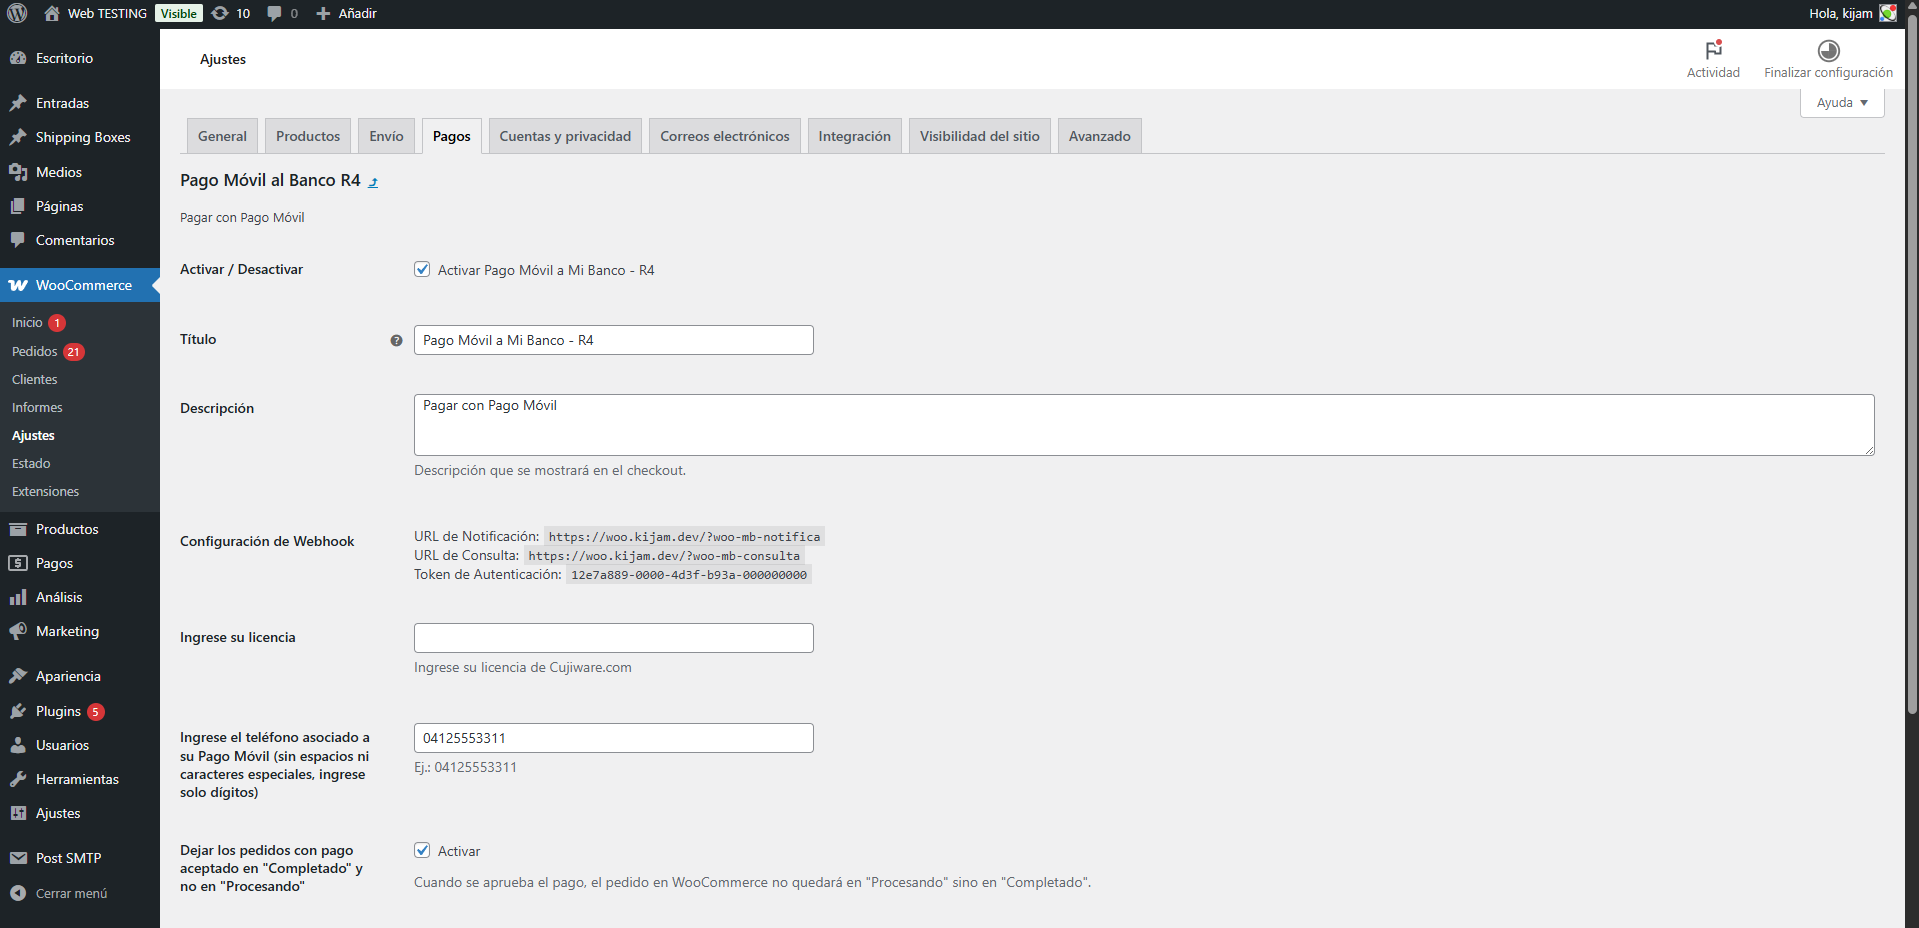 Web TESTING Visible 10 0 Añadir Hola, kijam
Escritorio
Entradas
Shipping Boxes
Medios
Páginas
Comentarios
WooCommerce
Inicio 1
Pedidos 21
Clientes
Informes
Ajustes
Estado
Extensiones
Productos
Pagos
Análisis
Marketing
Apariencia
Plugins 5
Usuarios
Herramientas
Ajustes
Post SMTP
Cerrar menú
Ajustes
Actividad
Finalizar configuración
Ayuda
General Productos Envío Pagos Cuentas y privacidad Correos electrónicos Integración Visibilidad del sitio Avanzado
Pago Móvil al Banco R4
Pagar con Pago Móvil
Activar / Desactivar
Activar Pago Móvil a Mi Banco - R4
Título
Pago Móvil a Mi Banco - R4
Descripción
Pagar con Pago Móvil
Descripción que se mostrará en el checkout.
Configuración de Webhook
URL de Notificación: https://woo.kijam.dev/?woo-mb-notifica
URL de Consulta: https://woo.kijam.dev/?woo-mb-consulta
Token de Autenticación: 12e7a889-0000-4d3f-b93a-000000000
Ingrese su licencia
Ingrese su licencia de Cujiware.com
Ingrese el teléfono asociado a
su Pago Móvil (sin espacios ni
caracteres especiales, ingrese
solo dígitos)
04125553311
Ej.: 04125553311
Dejar los pedidos con pago
aceptado en "Completado" y
no en "Procesando"
Activar
Cuando se aprueba el pago, el pedido en WooCommerce no quedará en "Procesando" sino en "Completado".